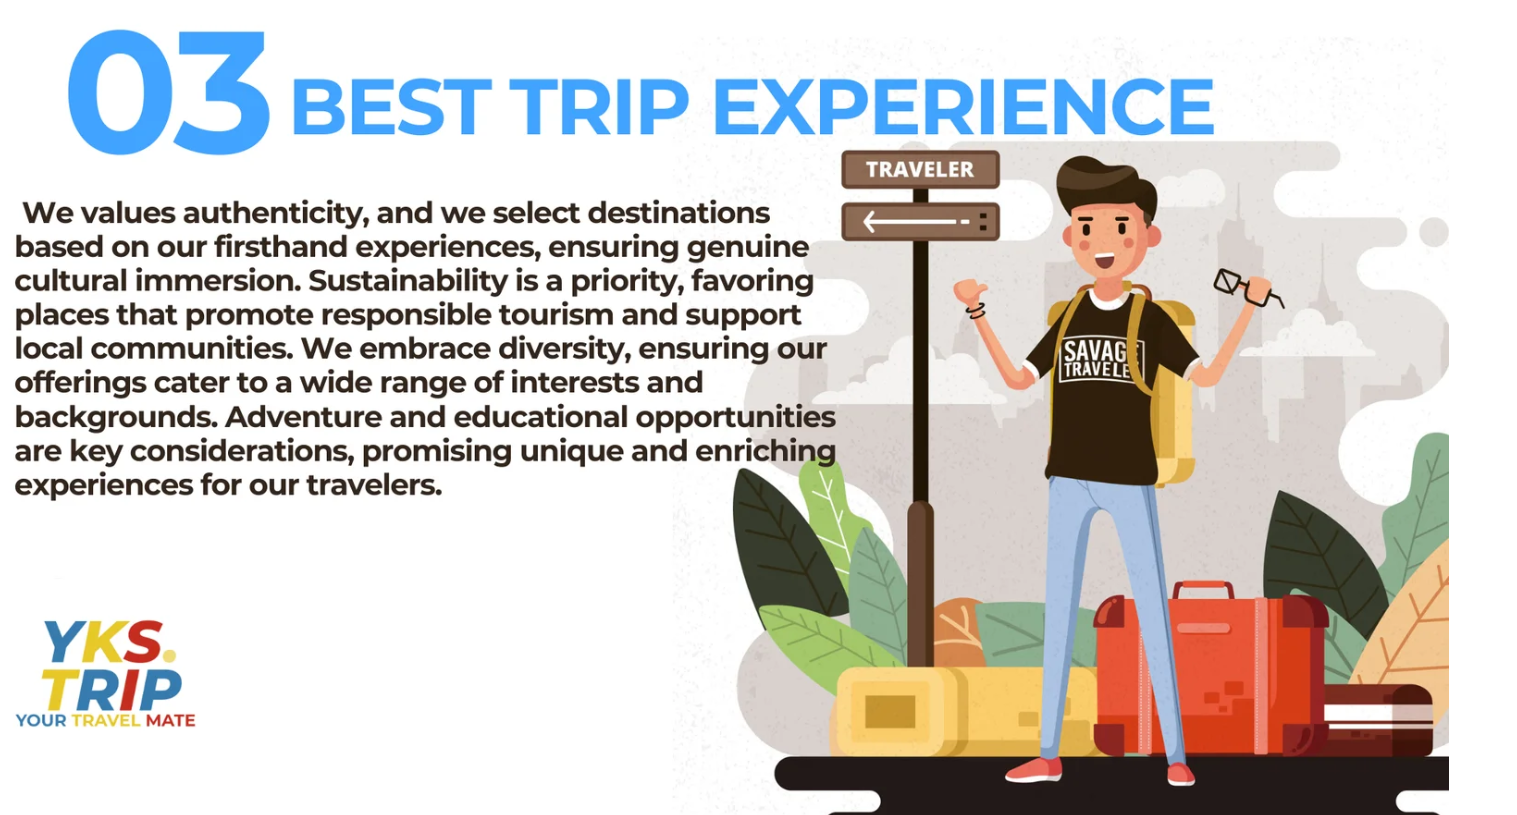 03 BEST TRIP EXPERIENCE
We values authenticity, and we select destinations
based on our firsthand experiences, ensuring genuine
cultural immersion. Sustainability is a priority, favoring
places that promote responsible tourism and support
local communities. We embrace diversity, ensuring our
offerings cater to a wide range of interests and
backgrounds. Adventure and educational opportunities
are key considerations, promising unique and enriching
experiences for our travelers.
TRAVELER
SAVAGE
TRAVELER
YKS.
TRIP
YOUR TRAVEL MATE